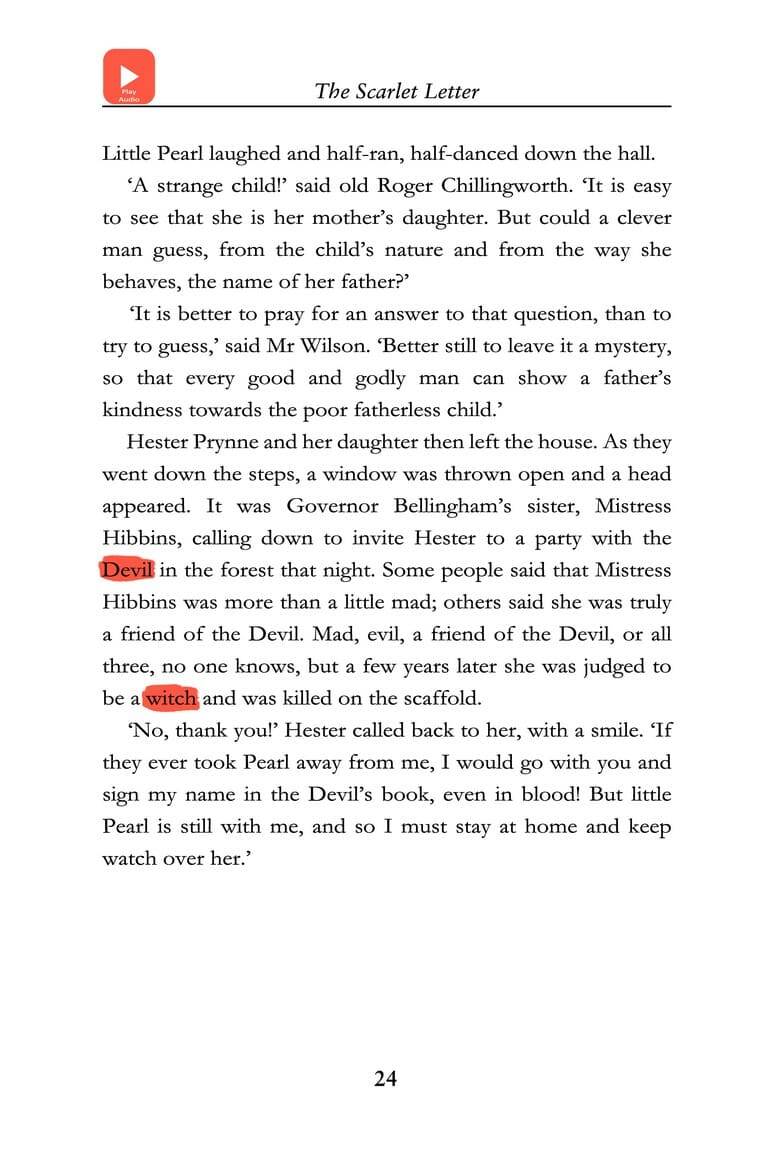 Play
Audio
The Scarlet Letter
Little Pearl laughed and half-ran, half-danced down the hall.
‘A strange child!’ said old Roger Chillingworth. ‘It is easy
to see that she is her mother’s daughter. But could a clever
man guess, from the child’s nature and from the way she
behaves, the name of her father?’
‘It is better to pray for an answer to that question, than to
try to guess,’ said Mr Wilson. ‘Better still to leave it a mystery,
so that every good and godly man can show a father’s
kindness towards the poor fatherless child.’
Hester Prynne and her daughter then left the house. As they
went down the steps, a window was thrown open and a head
appeared. It was Governor Bellingham’s sister, Mistress
Hibbins, calling down to invite Hester to a party with the
Devil in the forest that night. Some people said that Mistress
Hibbins was more than a little mad; others said she was truly
a friend of the Devil. Mad, evil, a friend of the Devil, or all
three, no one knows, but a few years later she was judged to
be a witch and was killed on the scaffold.
‘No, thank you!’ Hester called back to her, with a smile. ‘If
they ever took Pearl away from me, I would go with you and
sign my name in the Devil’s book, even in blood! But little
Pearl is still with me, and so I must stay at home and keep
watch over her.’
24